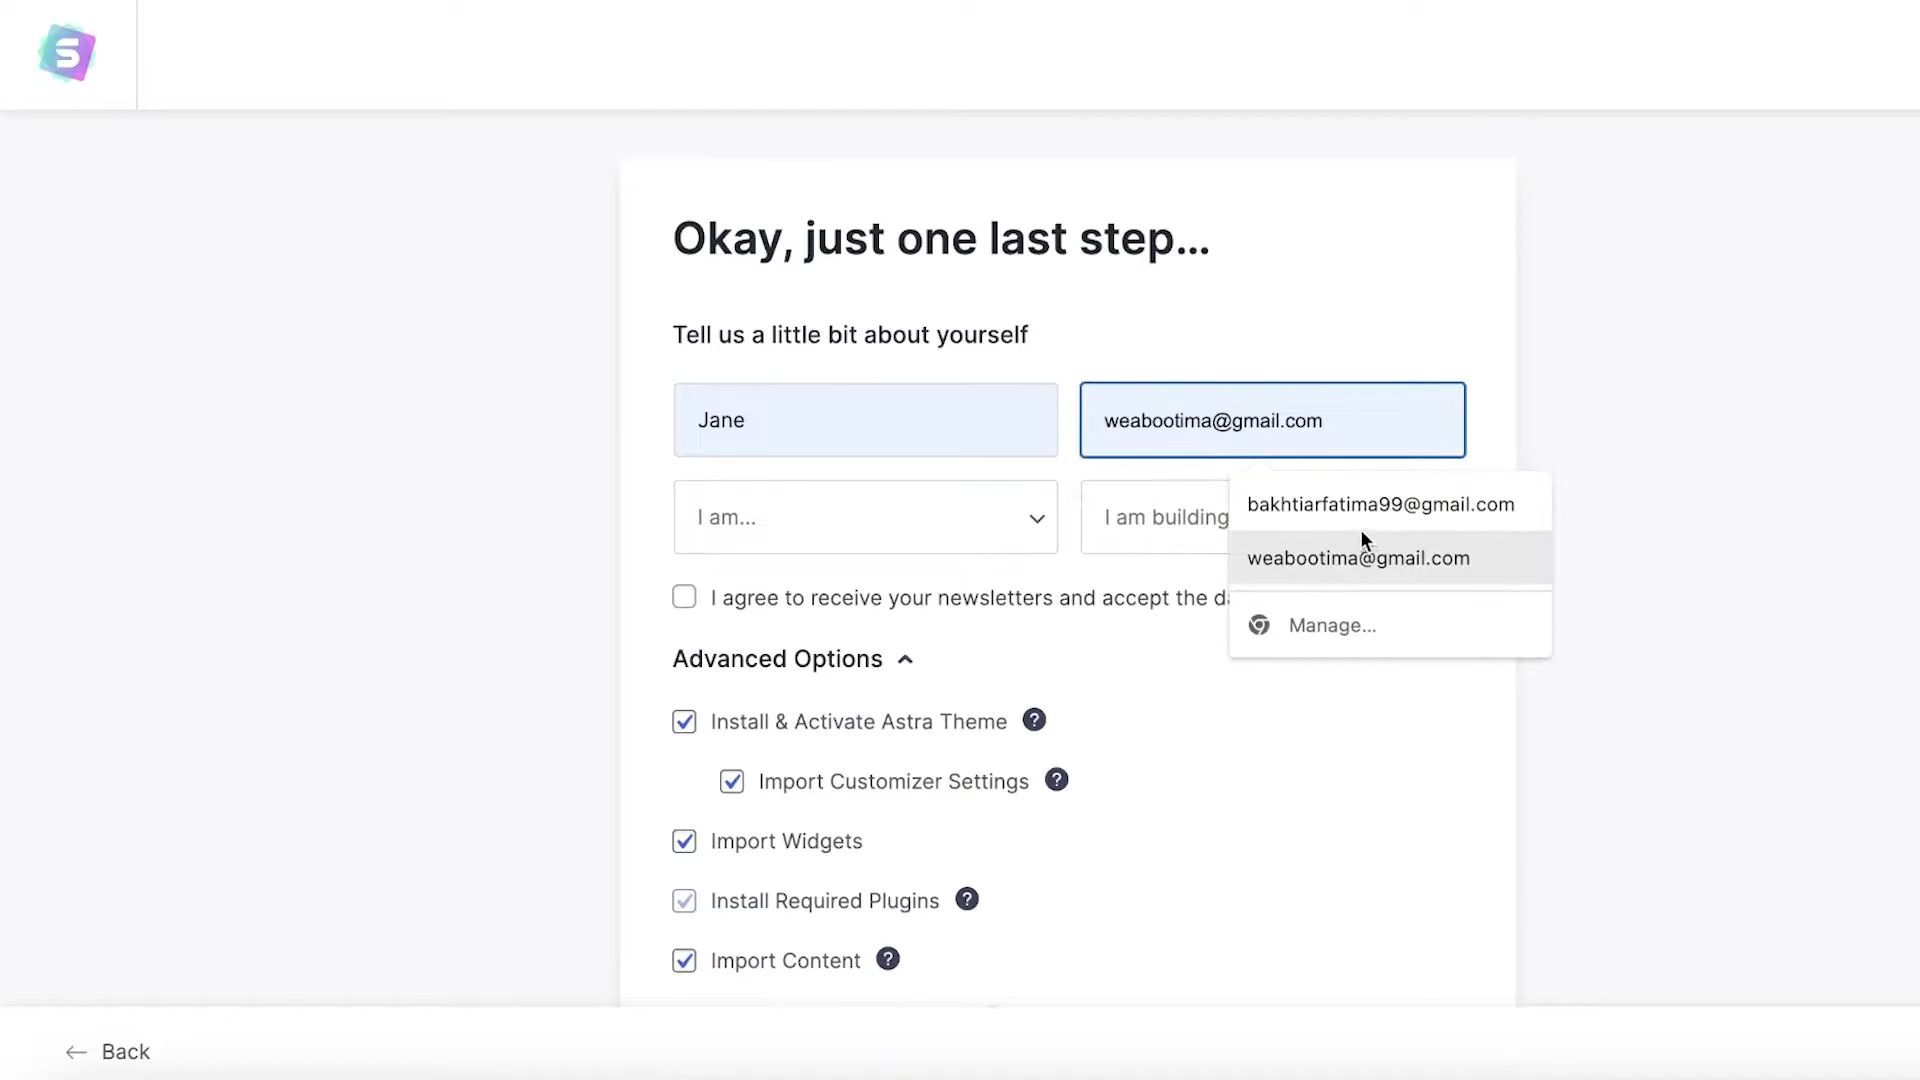 S
Okay, just one last step...
Tell us a little bit about yourself
Jane
weabootima@gmail.com
I am...
I am building
bakhtiarfatima99@gmail.com
weabootima@gmail.com
Manage...
I agree to receive your newsletters and accept the
Advanced Options
Install & Activate Astra Theme ?
Import Customizer Settings ?
Import Widgets
Install Required Plugins ?
Import Content ?
← Back